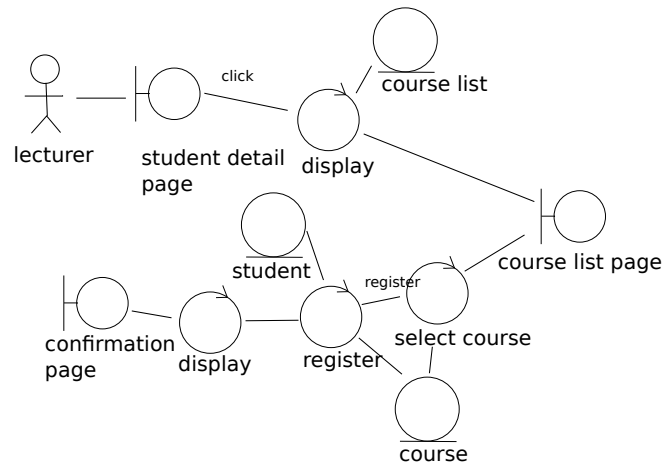 click
course list
lecturer
student detail
page
display
student
course list page
register
select course
confirmation
page
display
register
course